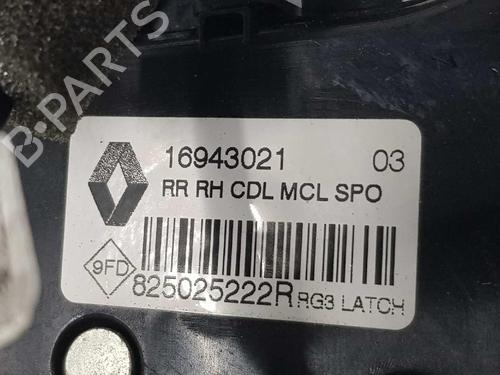 B-PARTS
16943021 03
RR RH CDL MCL SPO
9FD
825025222R RG3 LATCH